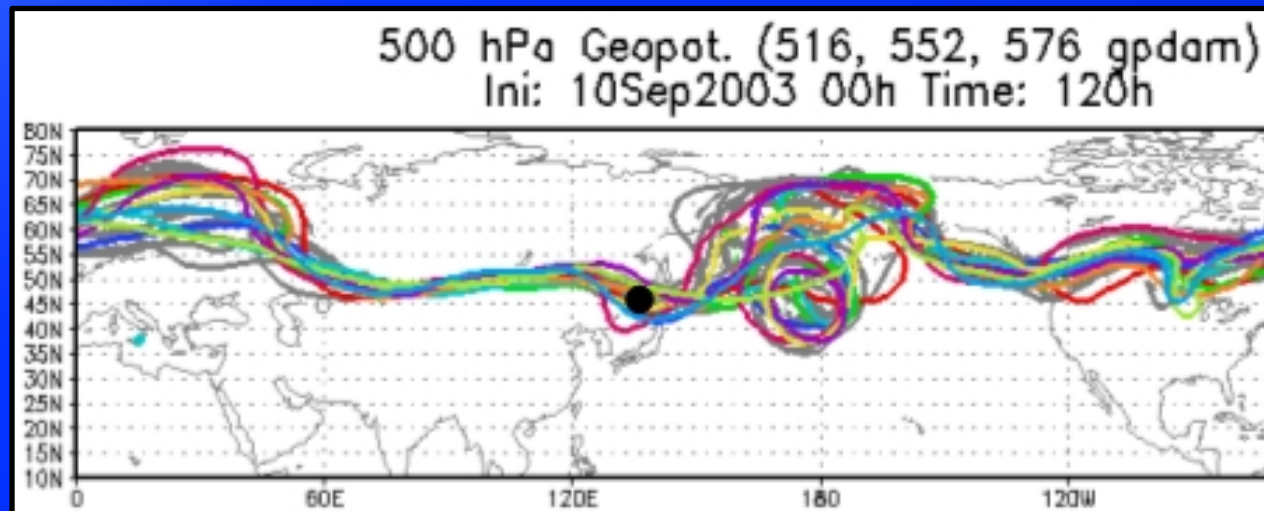 500 hPa Geopot. (516, 552, 576 gpdam)
Ini: 10Sep2003 00h Time: 120h
80N
75N
70N
65N
60N
55N
50N
45N
40N
35N
30N
25N
20N
15N
10N
0 60E 120E 180 120W